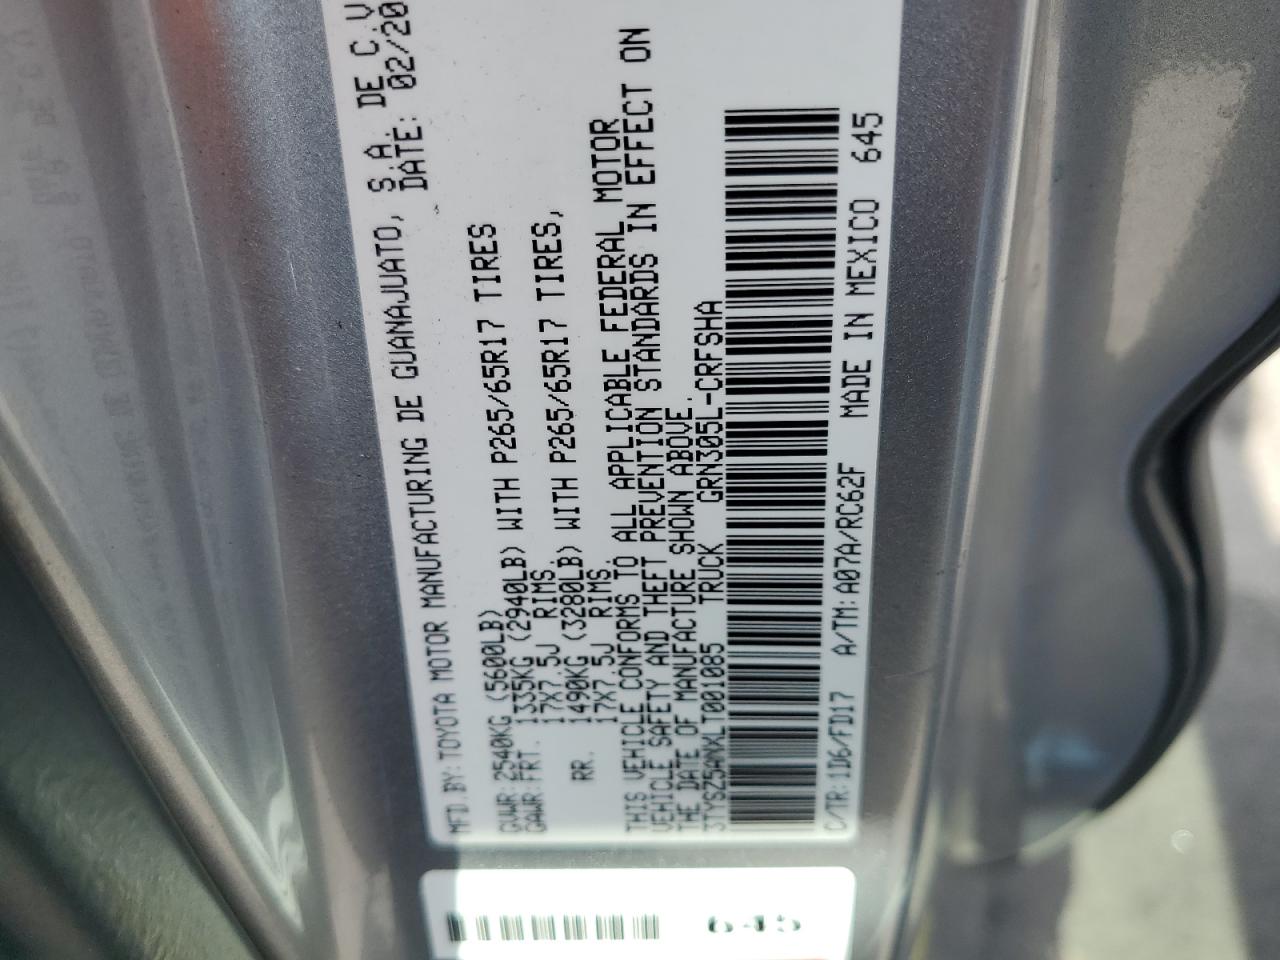 MFD.BY: TOYOTA MOTOR MANUFACTURING DE GUANAJUATO, S.A. DE C.V
DATE: 02/20
GVWR: 2540KG (5600LB)
GAWR: FRT. 1335KG (2940LB) WITH P265/65R17 TIRES
17X7.5J RIMS.
RR. 1490KG (3280LB) WITH P265/65R17 TIRES,
17X7.5J RIMS.
THIS VEHICLE CONFORMS TO ALL APPLICABLE FEDERAL MOTOR
VEHICLE SAFETY AND THEFT PREVENTION STANDARDS IN EFFECT ON
THE DATE OF MANUFACTURE SHOWN ABOVE.
3TYSZ5ANXLT001085 TRUCK GRN305L-CRFSHA
C/TR: 1D6/FD17 A/TM: A07A/RC62F MADE IN MEXICO 645
645